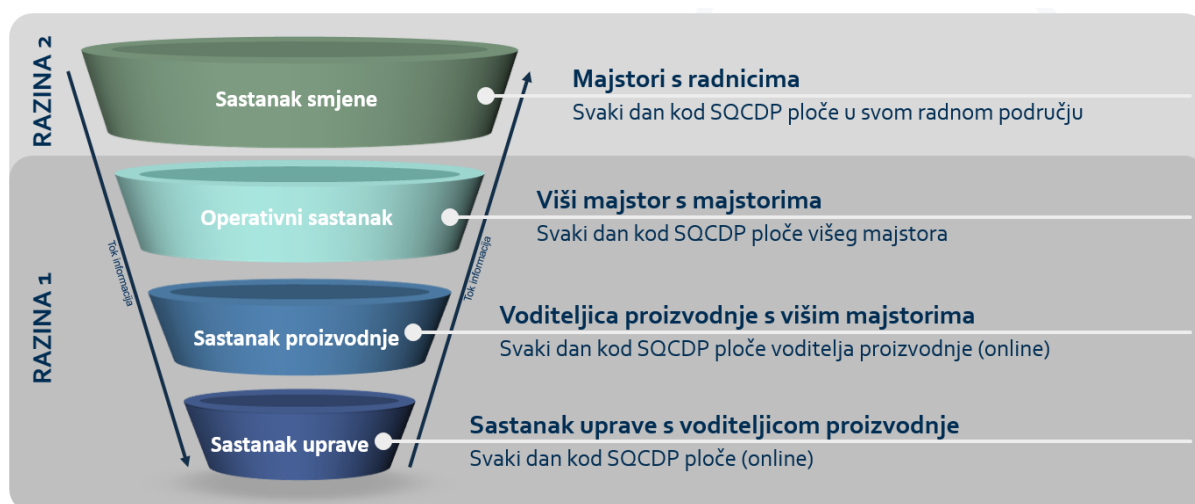 RAZINA 2
Sastanak smjene
Majstori s radnicima
Svaki dan kod SQCDP ploče u svom radnom području
RAZINA 1
Operativni sastanak
Viši majstor s majstorima
Svaki dan kod SQCDP ploče višeg majstora
Tok informacija
Tok informacija
Sastanak proizvodnje
Voditeljica proizvodnje s višim majstorima
Svaki dan kod SQCDP ploče voditelja proizvodnje (online)
Sastanak uprave
Sastanak uprave s voditeljicom proizvodnje
Svaki dan kod SQCDP ploče (online)